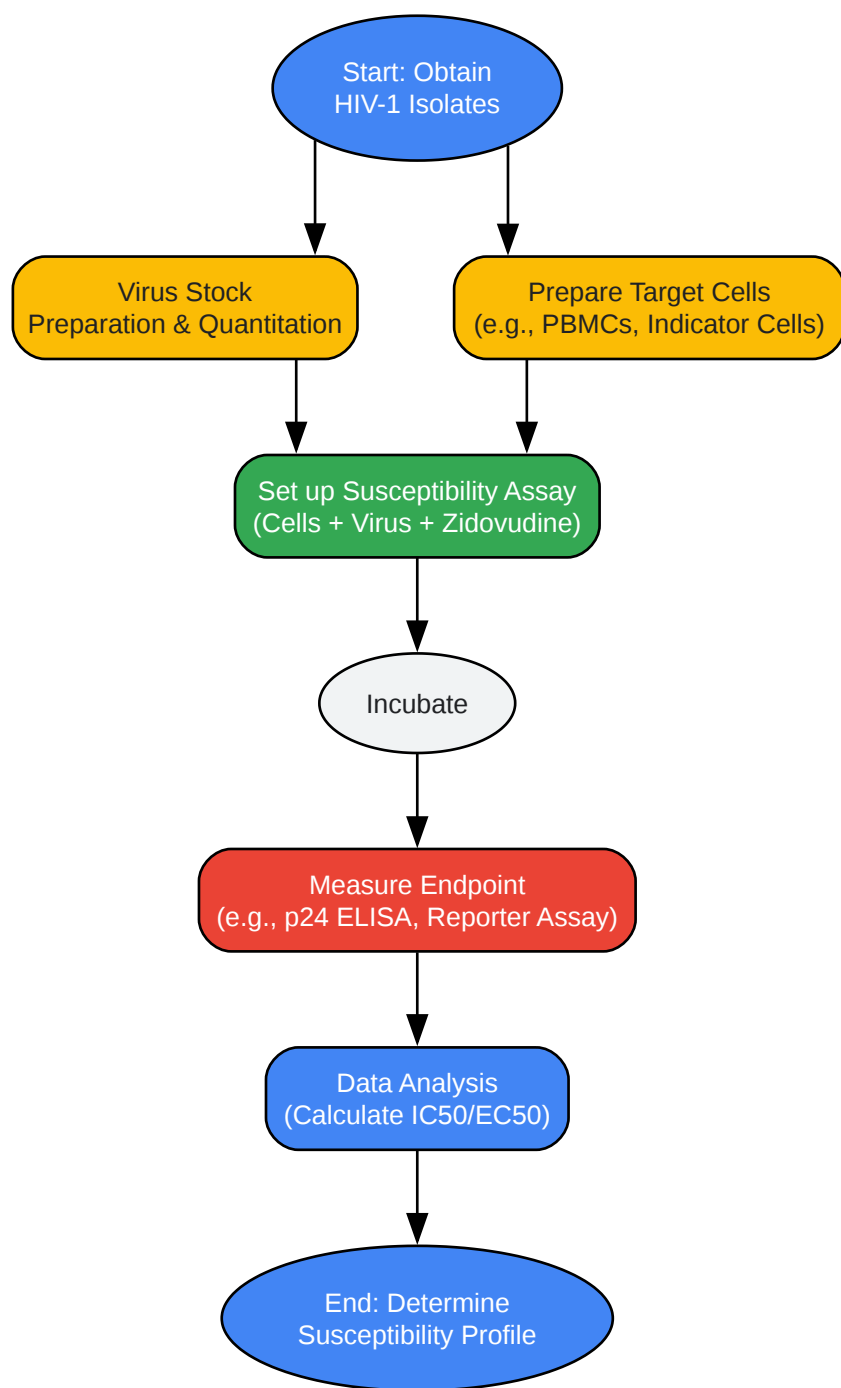 Start: Obtain
HIV-1 Isolates
Virus Stock
Preparation & Quantitation
Prepare Target Cells
(e.g., PBMCs, Indicator Cells)
Set up Susceptibility Assay
(Cells + Virus + Zidovudine)
Incubate
Measure Endpoint
(e.g., p24 ELISA, Reporter Assay)
Data Analysis
(Calculate IC50/EC50)
End: Determine
Susceptibility Profile